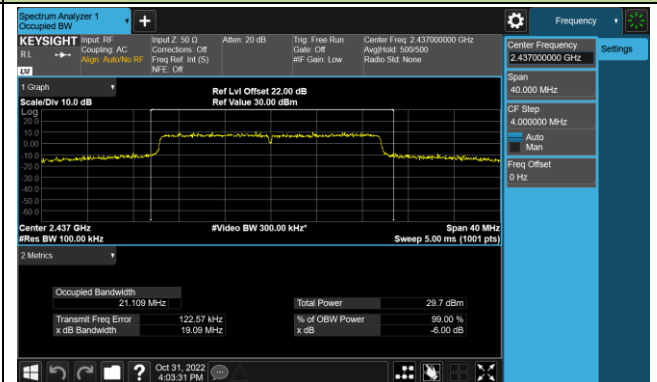 Spectrum Analyzer 1
Occupied BW
+
Frequency
KEYSIGHT
Input: RF
Coupling: AC
Align: Auto/No RF
Input Z: 50 Ω
Corrections: Off
Freq Ref: Int (S)
NFE: Off
Atten: 20 dB
Trig: Free Run
Gate: Off
#IF Gain: Low
Center Freq: 2.437000000 GHz
Avg|Hold: 500/500
Radio Std: None
RL
LXI
Center Frequency
2.437000000 GHz
Settings
Span
40.000 MHz
CF Step
4.000000 MHz
Auto
Man
Freq Offset
0 Hz
1 Graph
Scale/Div 10.0 dB
Ref Lvl Offset 22.00 dB
Ref Value 30.00 dBm
Log
20.0
10.0
0.00
-10.0
-20.0
-30.0
-40.0
-50.0
-60.0
Center 2.437 GHz
#Video BW 300.00 kHz*
Span 40 MHz
#Res BW 100.00 kHz
Sweep 5.00 ms (1001 pts)
2 Metrics
Occupied Bandwidth
21.109 MHz
Total Power 29.7 dBm
Transmit Freq Error 122.57 kHz
% of OBW Power 99.00 %
x dB Bandwidth 19.09 MHz
x dB -6.00 dB
?
Oct 31, 2022
4:03:31 PM